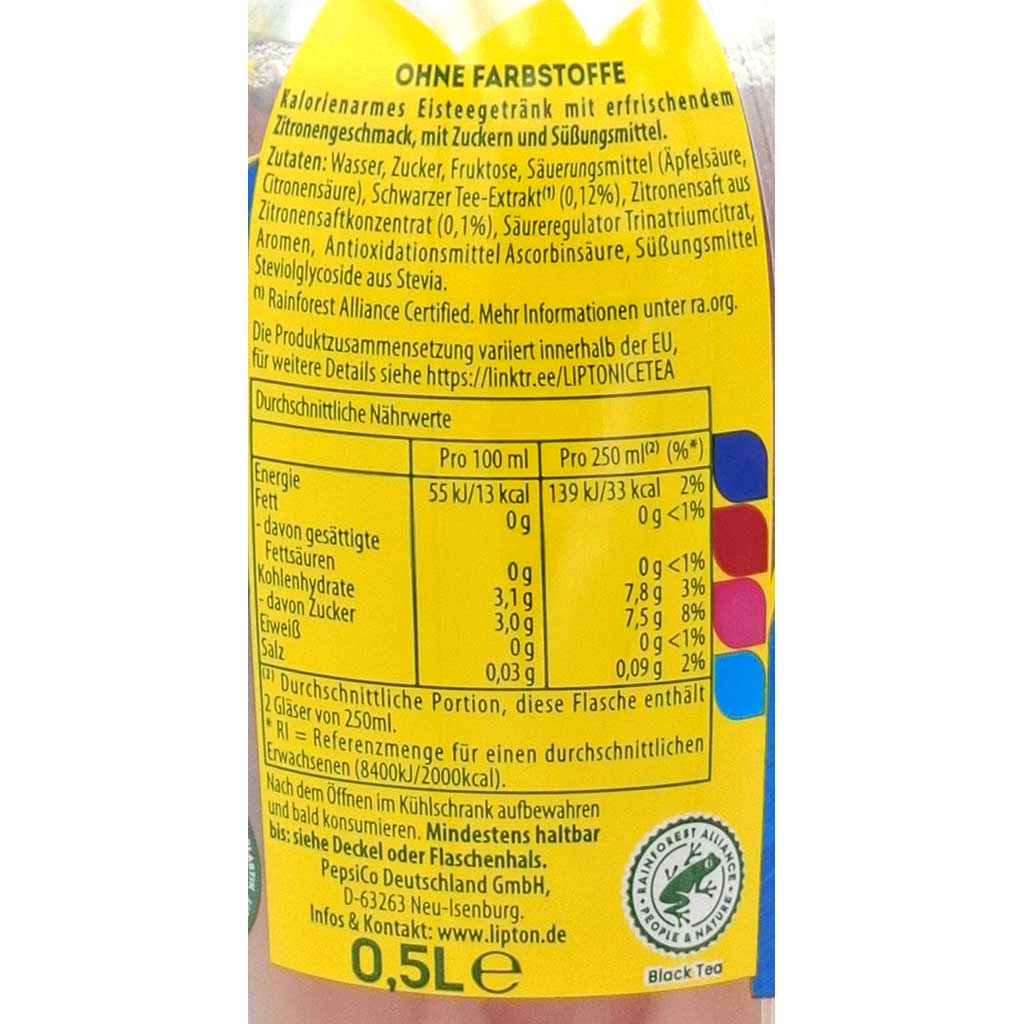 OHNE FARBSTOFFE
Kalorienarmes Eisteegetränk mit erfrischendem
Zitronengeschmack, mit Zuckern und Süßungsmittel.
Zutaten: Wasser, Zucker, Fruktose, Säuerungsmittel (Äpfelsäure,
Citronensäure), Schwarzer Tee-Extrakt⁽¹⁾ (0,12%), Zitronensaft aus
Zitronensaftkonzentrat (0,1%), Säureregulator Trinatriumcitrat,
Aromen, Antioxidationsmittel Ascorbinsäure, Süßungsmittel
Steviolglycoside aus Stevia.
⁽¹⁾ Rainforest Alliance Certified. Mehr Informationen unter ra.org.
Die Produktzusammensetzung variiert innerhalb der EU,
für weitere Details siehe https://linktr.ee/LIPTONICETEA
Durchschnittliche Nährwerte
Pro 100 ml Pro 250 ml⁽²⁾ (%*)
Energie 55 kJ/13 kcal 139 kJ/33 kcal 2%
Fett 0 g 0 g <1%
- davon gesättigte
Fettsäuren 0 g 0 g <1%
Kohlenhydrate 3,1 g 7,8 g 3%
- davon Zucker 3,0 g 7,5 g 8%
Eiweiß 0 g 0 g <1%
Salz 0,03 g 0,09 g 2%
⁽²⁾ Durchschnittliche Portion, diese Flasche enthält
2 Gläser von 250ml.
* RI = Referenzmenge für einen durchschnittlichen
Erwachsenen (8400kJ/2000kcal).
Nach dem Öffnen im Kühlschrank aufbewahren
und bald konsumieren. Mindestens haltbar
bis: siehe Deckel oder Flaschenhals.
PepsiCo Deutschland GmbH,
D-63263 Neu-Isenburg.
Infos & Kontakt: www.lipton.de
0,5L e
RAINFOREST ALLIANCE
PEOPLE & NATURE
Black Tea